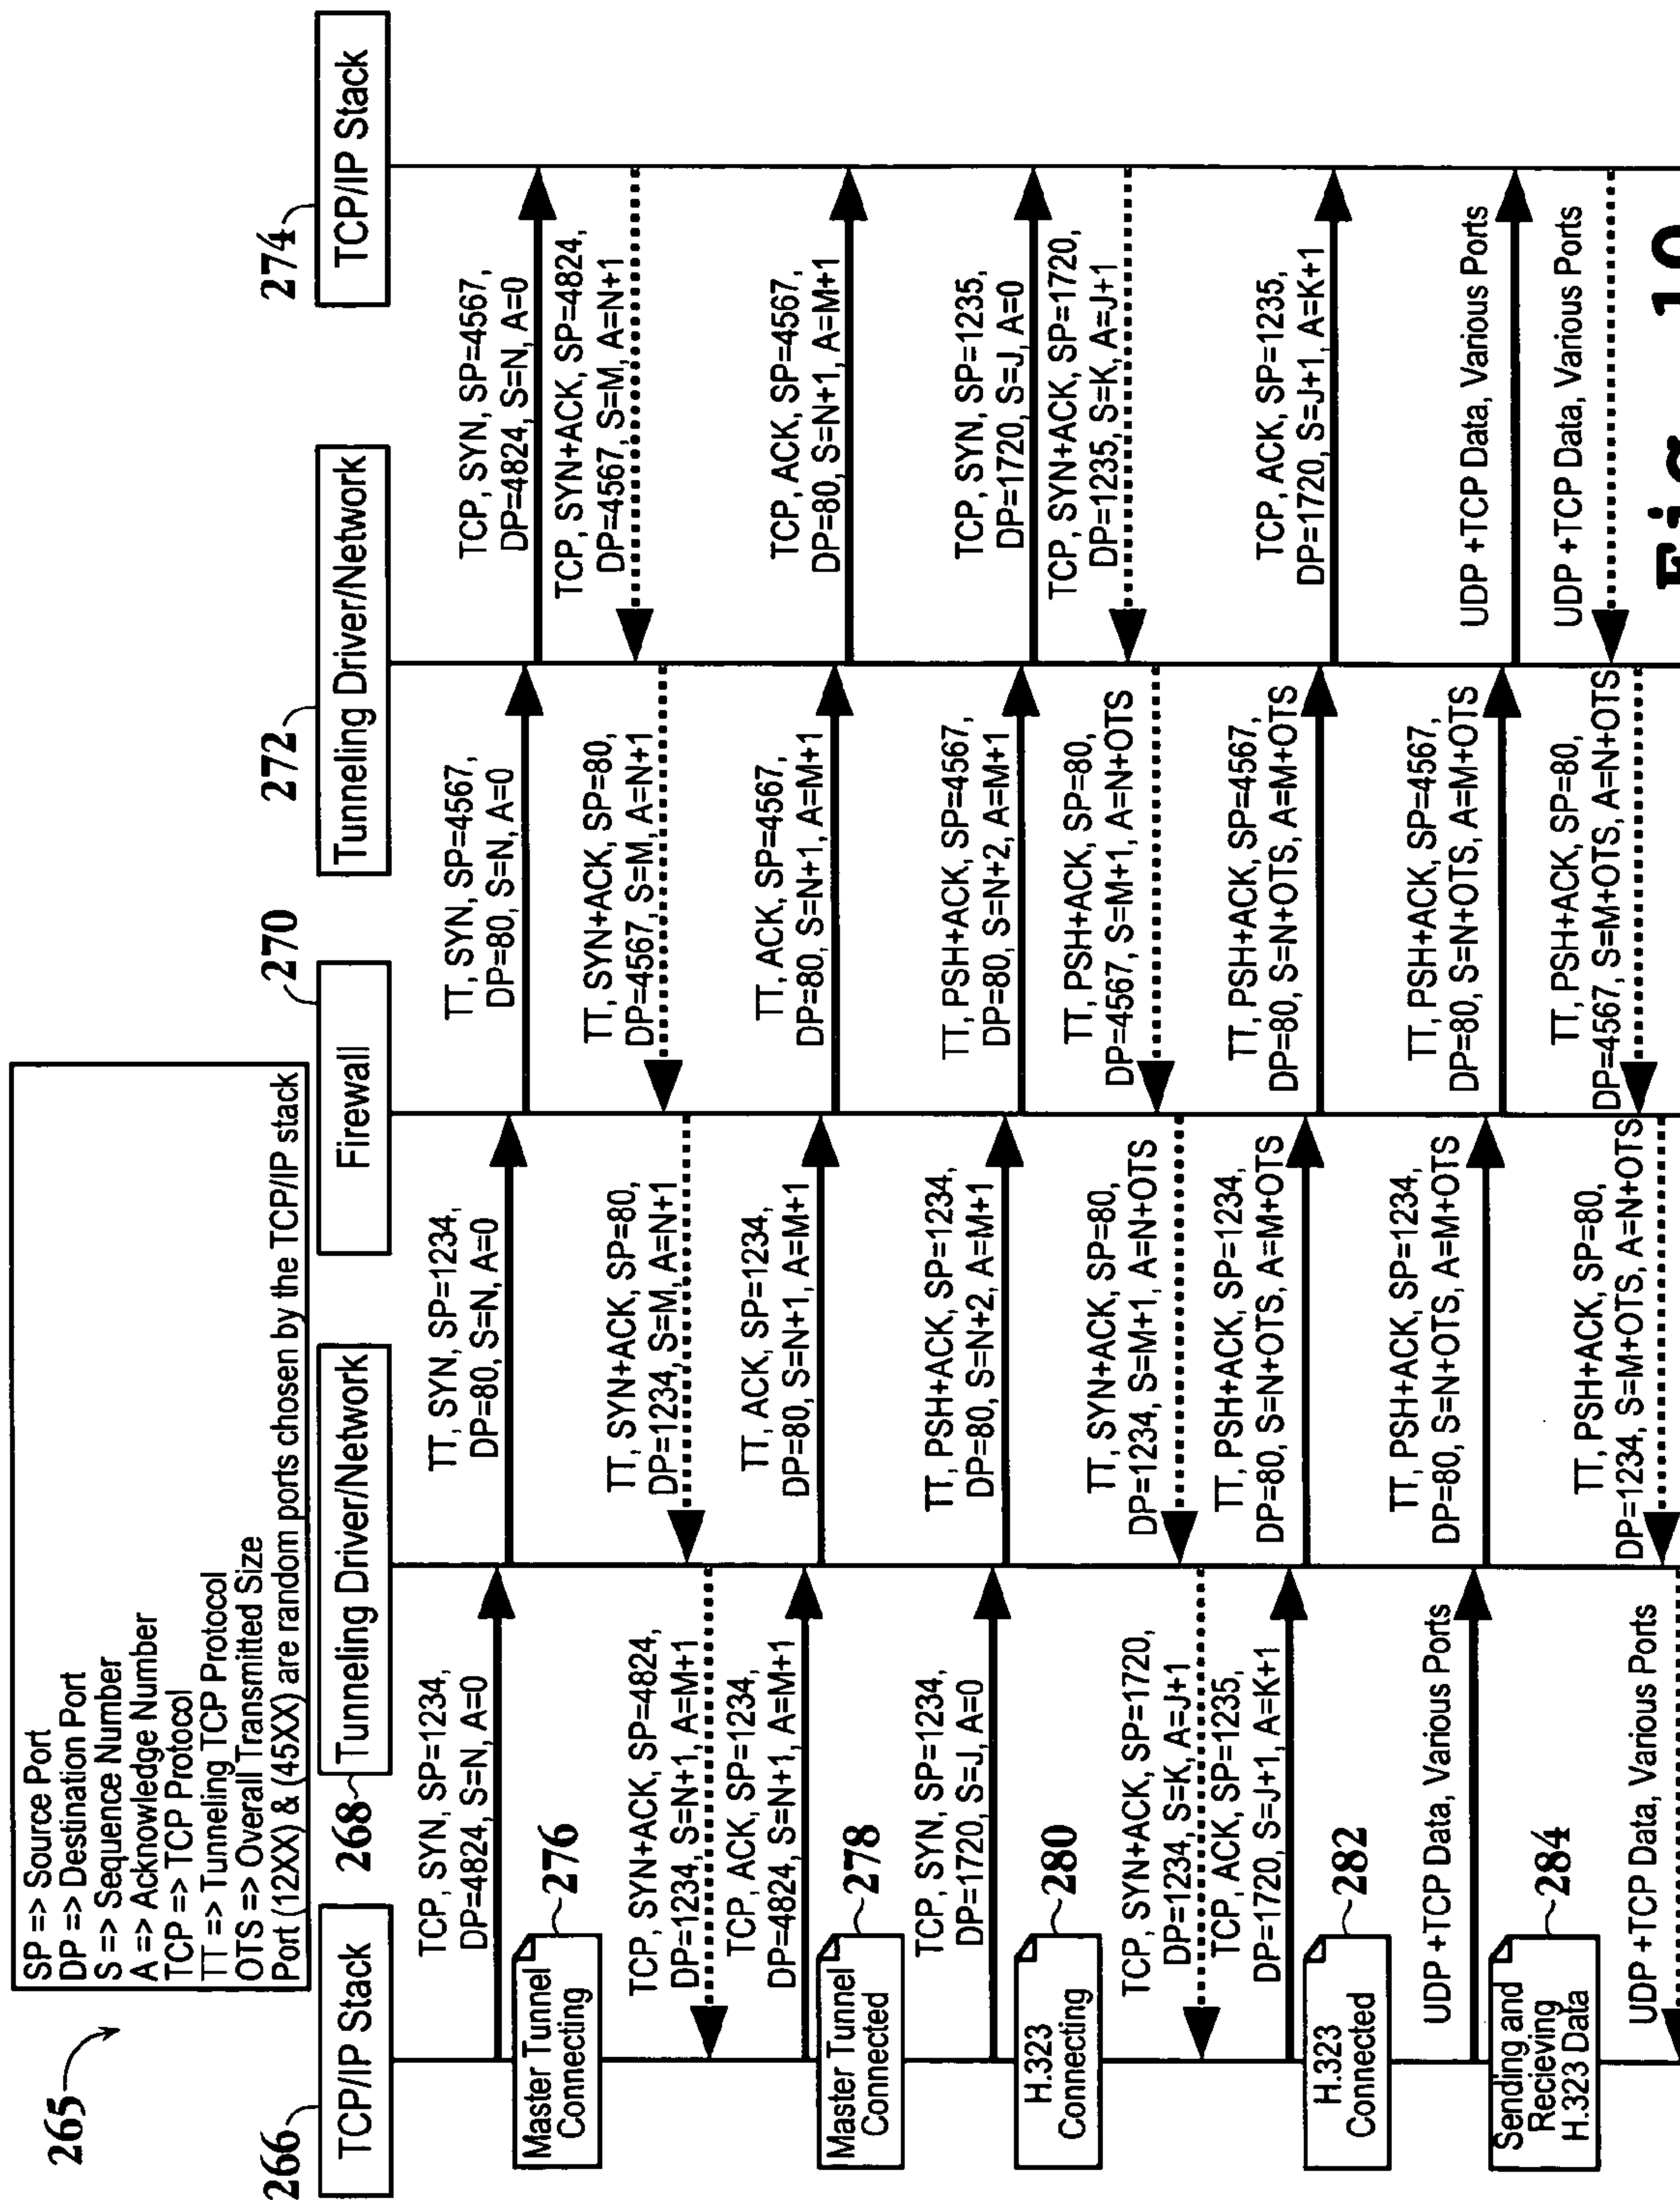 265
SP => Source Port
DP => Destination Port
S => Sequence Number
A => Acknowledge Number
TCP => TCP Protocol
TT => Tunneling TCP Protocol
OTS => Overall Transmitted Size
Port (12XX) & (45XX) are random ports chosen by the TCP/IP stack
266
TCP/IP Stack
268
Tunneling Driver/Network
270
Firewall
272
Tunneling Driver/Network
274
TCP/IP Stack
TCP, SYN, SP=1234,
DP=4824, S=N, A=0
TT, SYN, SP=1234,
DP=80, S=N, A=0
TT, SYN, SP=4567,
DP=80, S=N, A=0
TCP, SYN, SP=4567,
DP=4824, S=N, A=0
Master Tunnel
Connecting
276
TCP, SYN+ACK, SP=4824,
DP=4567, S=M, A=N+1
TT, SYN+ACK, SP=80,
DP=4567, S=M, A=N+1
TT, SYN+ACK, SP=80,
DP=1234, S=M, A=N+1
TCP, SYN+ACK, SP=4824,
DP=1234, S=N+1, A=M+1
TCP, ACK, SP=1234,
DP=4824, S=N+1, A=M+1
TT, ACK, SP=1234,
DP=80, S=N+1, A=M+1
TT, ACK, SP=4567,
DP=80, S=N+1, A=M+1
TCP, ACK, SP=4567,
DP=80, S=N+1, A=M+1
Master Tunnel
Connected
278
TCP, SYN, SP=1234,
DP=1720, S=J, A=0
TT, PSH+ACK, SP=1234,
DP=80, S=N+2, A=M+1
TT, PSH+ACK, SP=4567,
DP=80, S=N+2, A=M+1
TCP, SYN, SP=1235,
DP=1720, S=J, A=0
H.323
Connecting
280
TCP, SYN+ACK, SP=1720,
DP=1235, S=K, A=J+1
TT, PSH+ACK, SP=80,
DP=4567, S=M+1, A=N+OTS
TT, SYN+ACK, SP=80,
DP=1234, S=M+1, A=N+OTS
TCP, SYN+ACK, SP=1720,
DP=1234, S=K, A=J+1
TCP, ACK, SP=1235,
DP=1720, S=J+1, A=K+1
TT, PSH+ACK, SP=1234,
DP=80, S=N+OTS, A=M+OTS
TT, PSH+ACK, SP=4567,
DP=80, S=N+OTS, A=M+OTS
TCP, ACK, SP=1235,
DP=1720, S=J+1, A=K+1
H.323
Connected
282
UDP +TCP Data, Various Ports
TT, PSH+ACK, SP=1234,
DP=80, S=N+OTS, A=M+OTS
TT, PSH+ACK, SP=4567,
DP=80, S=N+OTS, A=M+OTS
UDP +TCP Data, Various Ports
Sending and
Recieving
H.323 Data
284
UDP +TCP Data, Various Ports
TT, PSH+ACK, SP=80,
DP=4567, S=M+OTS, A=N+OTS
TT, PSH+ACK, SP=80,
DP=1234, S=M+OTS, A=N+OTS
UDP +TCP Data, Various Ports
Fig. 10